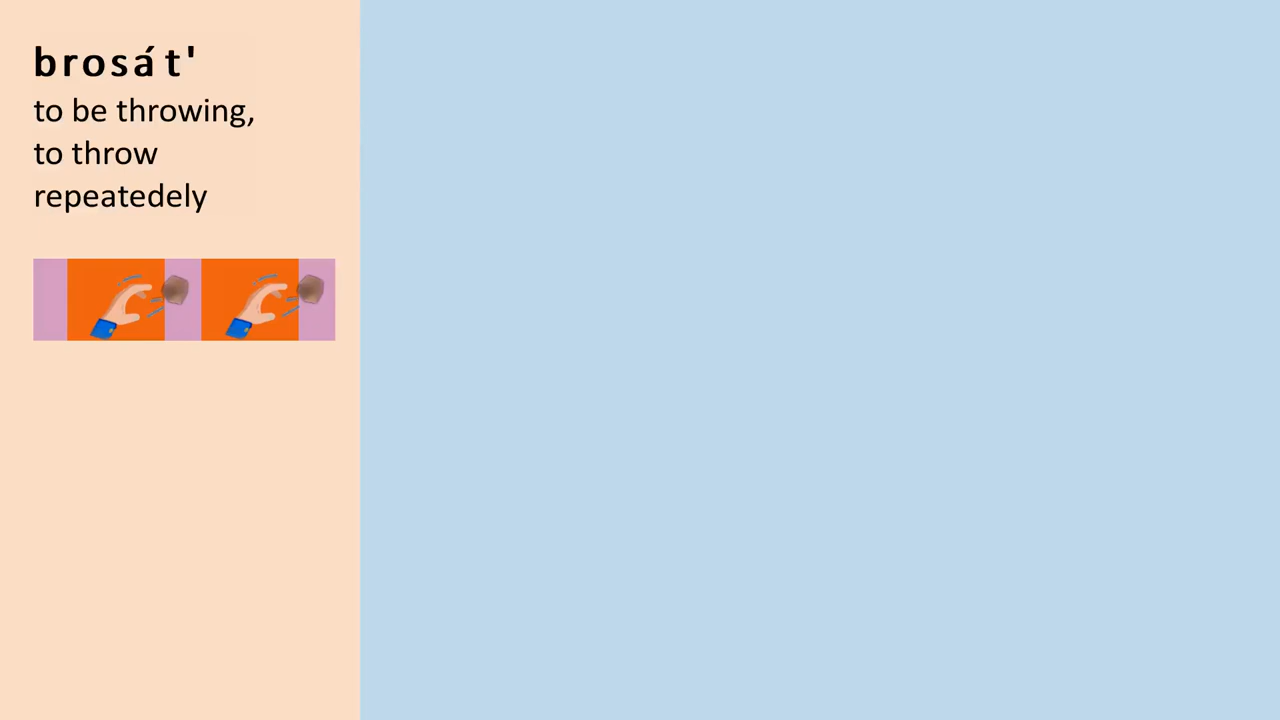 brosát'
to be throwing,
to throw
repeatedely